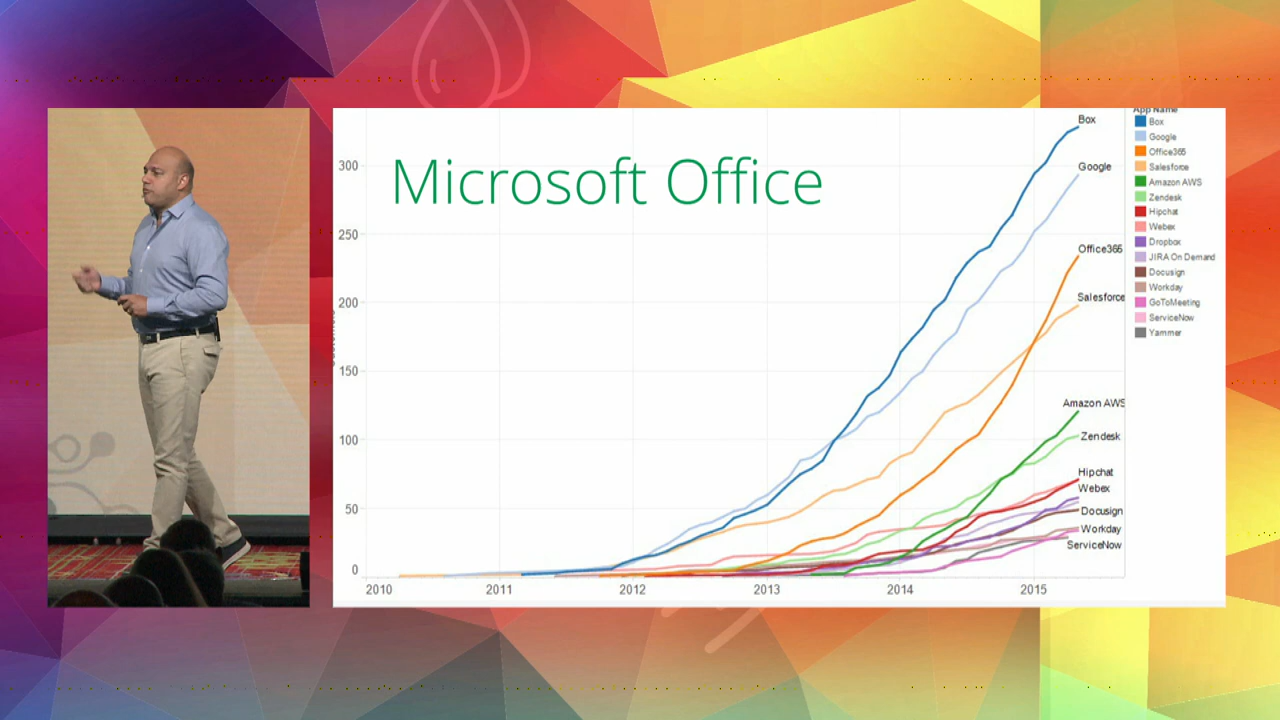 Microsoft Office
300
250
200
150
100
50
0
2010
2011
2012
2013
2014
2015
Box
Google
Office365
Salesforce
Amazon AWS
Zendesk
Hipchat
Webex
Docusign
Workday
ServiceNow
App Name
Box
Google
Office365
Salesforce
Amazon AWS
Zendesk
Hipchat
Webex
Dropbox
JIRA On Demand
Docusign
Workday
GoToMeeting
ServiceNow
Yammer